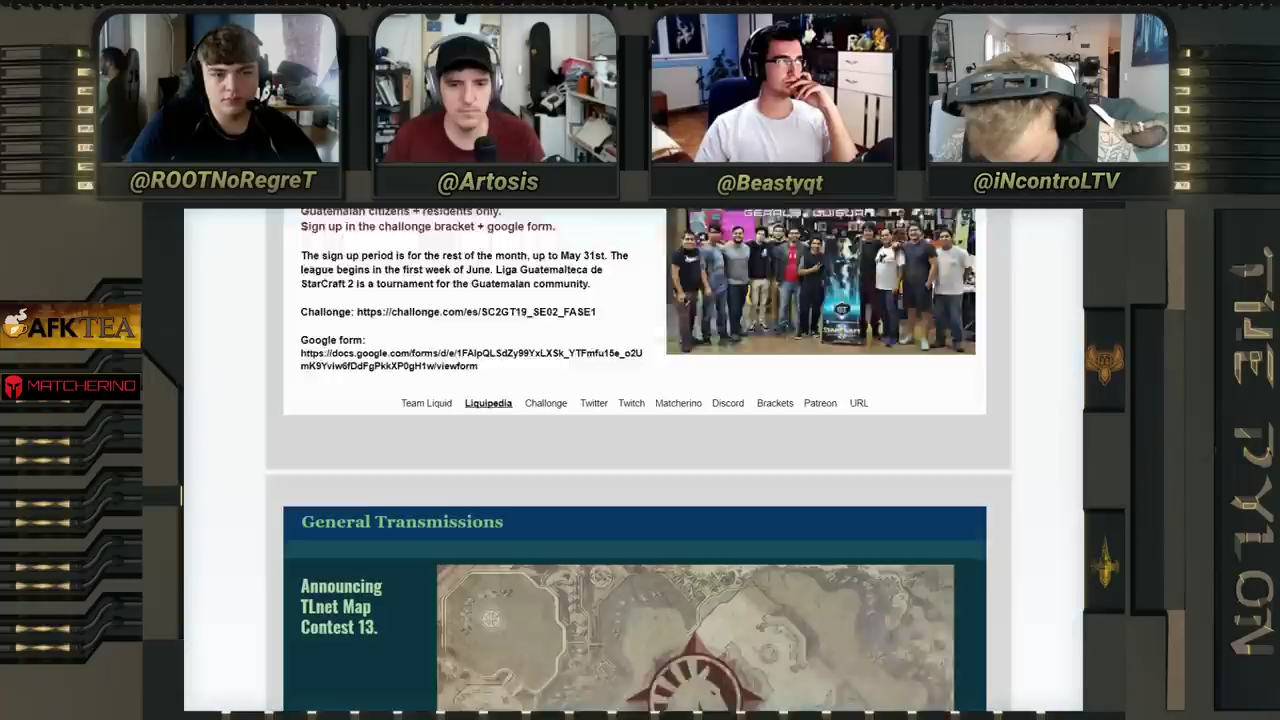 @ROOTNoRegreT
@Artosis
@Beastyqt
@iNcontroLTV
Guatemalan citizens + residents only.
Sign up in the challenge bracket + google form.
The sign up period is for the rest of the month, up to May 31st. The
league begins in the first week of June. Liga Guatemalteca de
StarCraft 2 is a tournament for the Guatemalan community.
Challonge: https://challonge.com/es/SC2GT19_SE02_FASE1
Google form:
https://docs.google.com/forms/d/e/1FAIpQLSdZy99YxLXSk_YTFmfu15e_o2U
mK9Yviw6fDdFgPkkXP0gH1w/viewform
Team Liquid Liquipedia Challonge Twitter Twitch Matcherino Discord Brackets Patreon URL
AFKTEA
MATCHERINO
THE PYLON
General Transmissions
Announcing
TLnet Map
Contest 13.